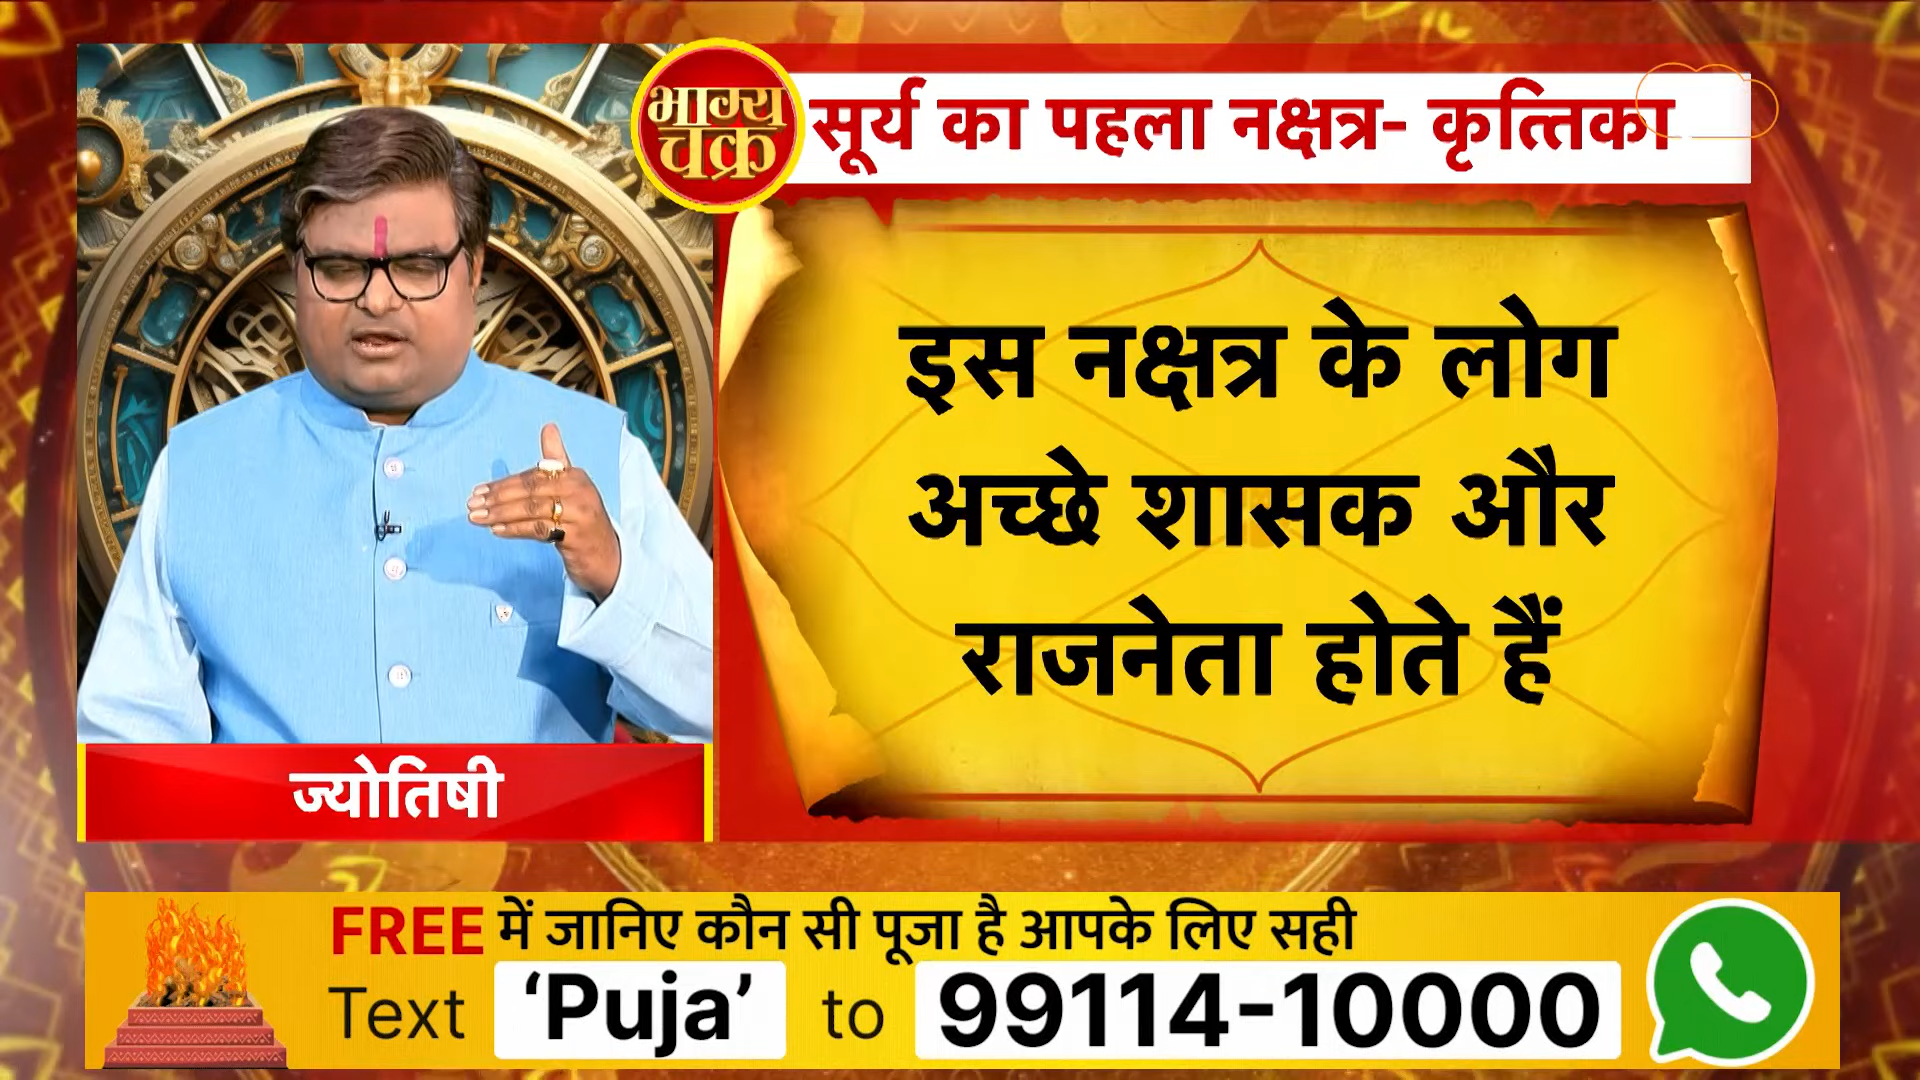 भाग्य
चक्र
सूर्य का पहला नक्षत्र- कृत्तिका
इस नक्षत्र के लोग
अच्छे शासक और
राजनेता होते हैं
ज्योतिषी
FREE में जानिए कौन सी पूजा है आपके लिए सही
Text ‘Puja’ to 99114-10000